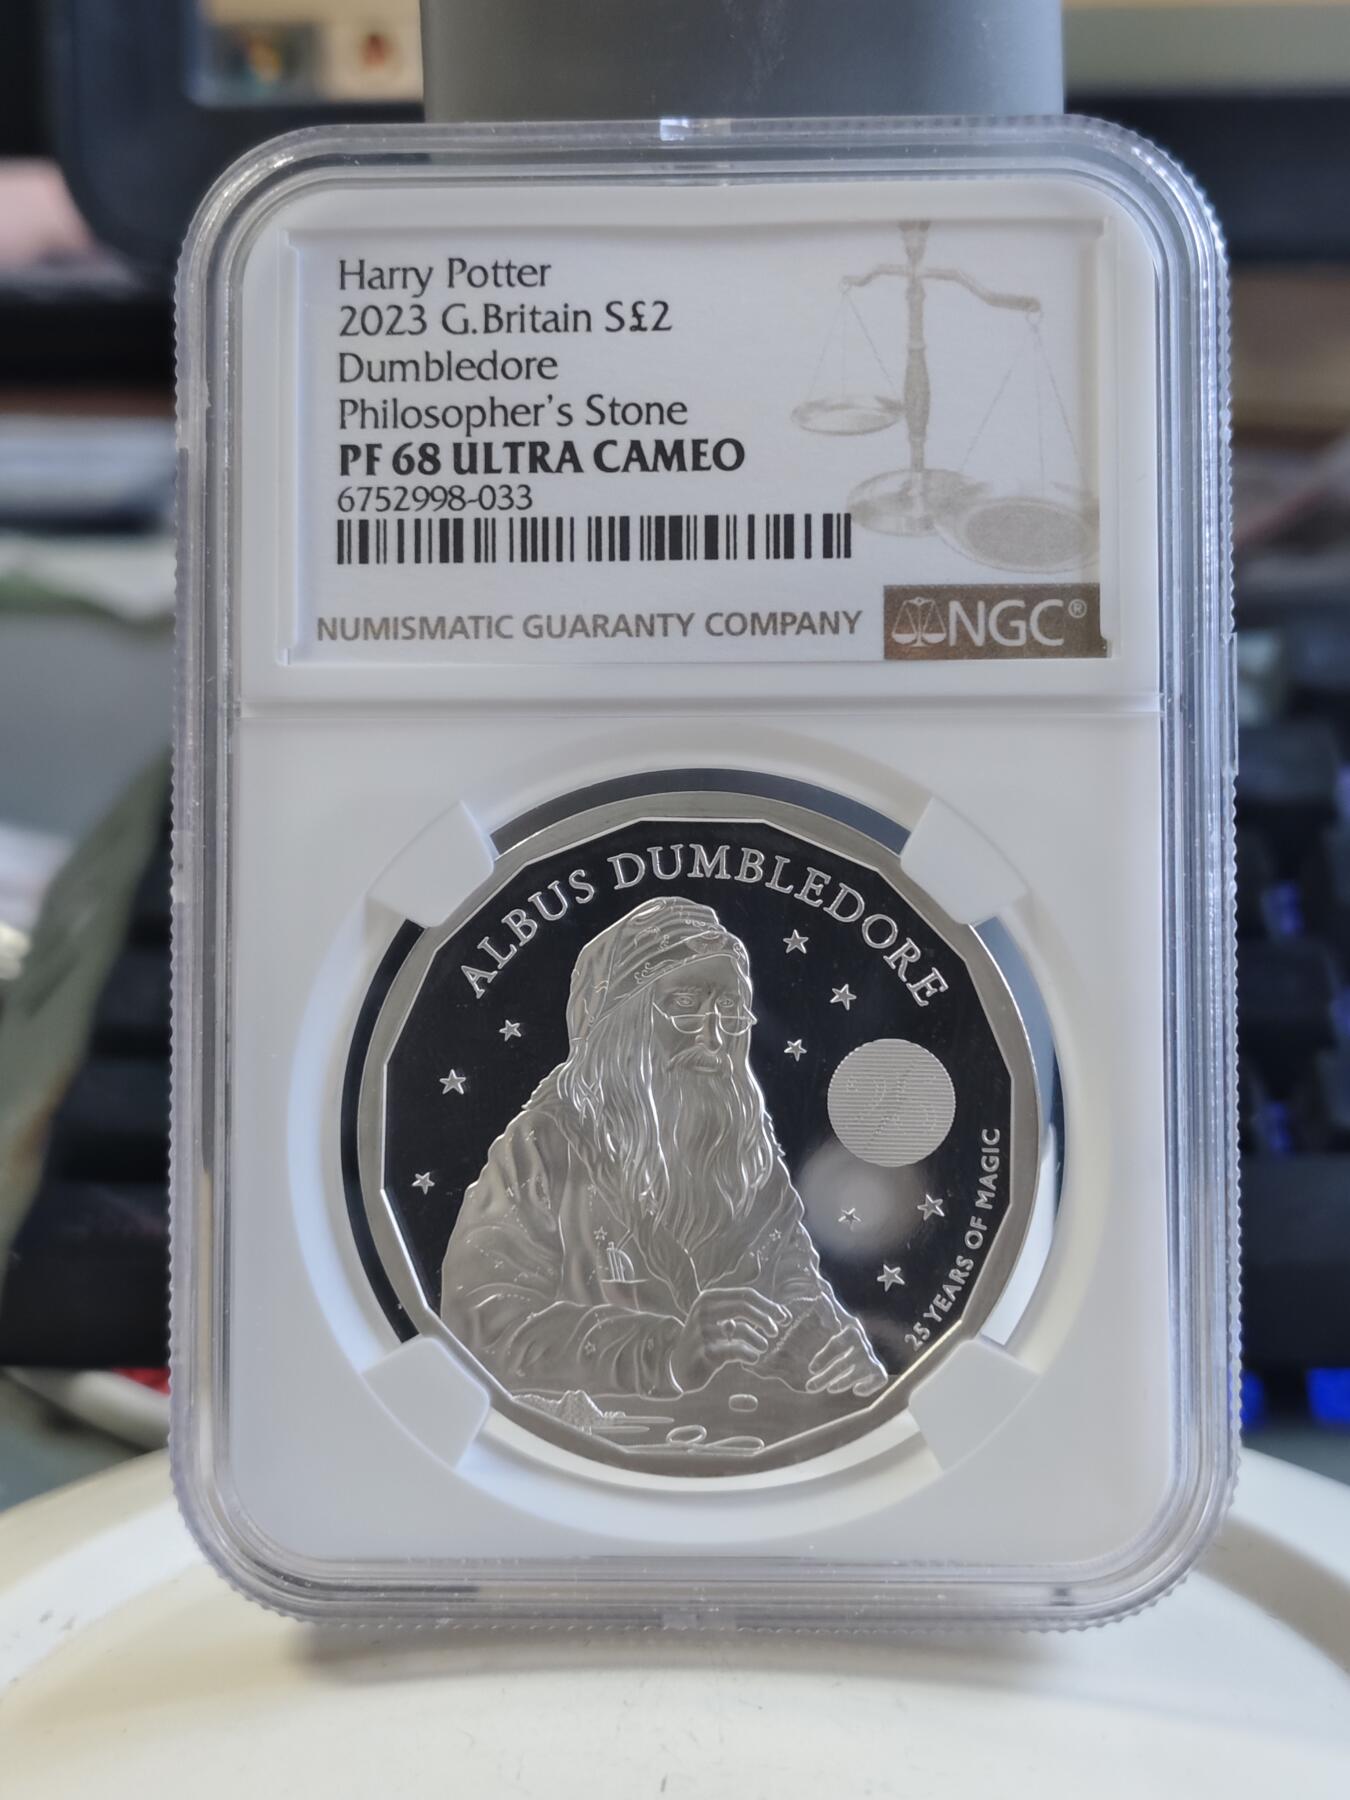 Harry Potter
2023 G.Britain S£2
Dumbledore
Philosopher's Stone
PF 68 ULTRA CAMEO
6752998-033
NUMISMATIC GUARANTY COMPANY
NGC®
ALBUS DUMBLEDORE
25 YEARS OF MAGIC